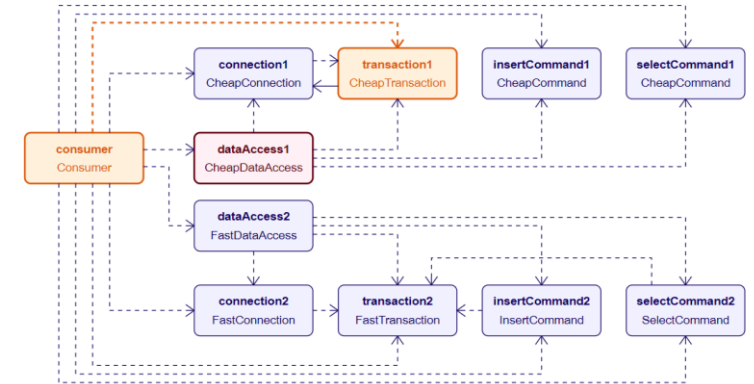 connection1
CheapConnection
transaction1
CheapTransaction
insertCommand1
CheapCommand
selectCommand1
CheapCommand
consumer
Consumer
dataAccess1
CheapDataAccess
dataAccess2
FastDataAccess
connection2
FastConnection
transaction2
FastTransaction
insertCommand2
InsertCommand
selectCommand2
SelectCommand